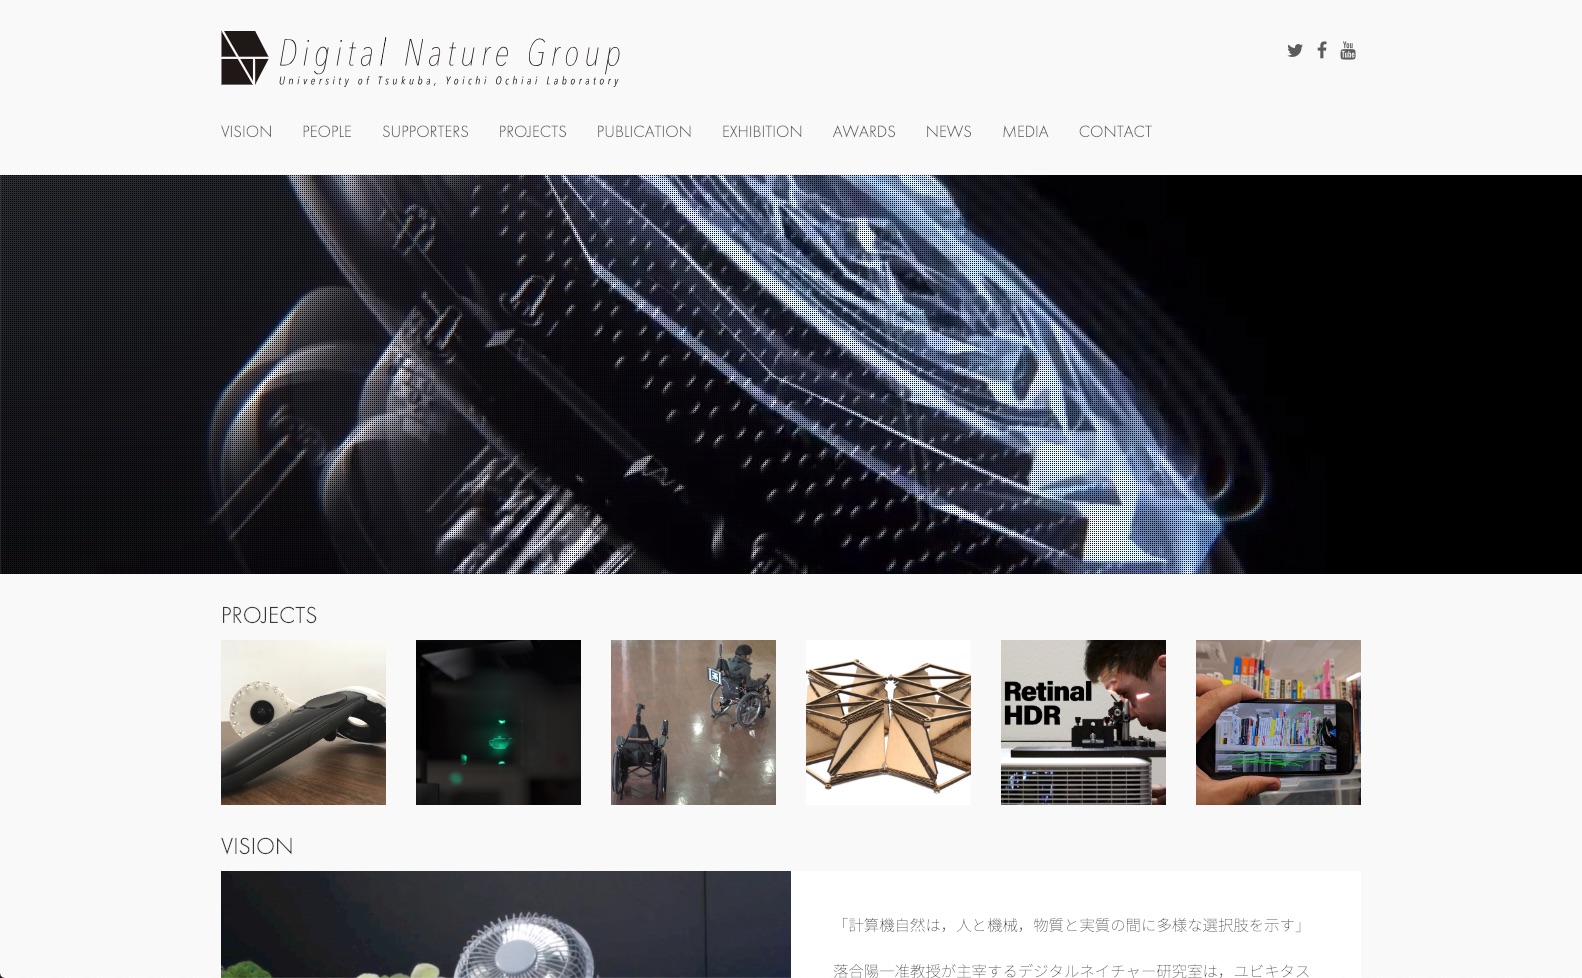 Digital Nature Group
University of Tsukuba, Yoichi Ochiai Laboratory
You
Tube
VISION PEOPLE SUPPORTERS PROJECTS PUBLICATION EXHIBITION AWARDS NEWS MEDIA CONTACT
PROJECTS
Retinal
HDR
VISION
「計算機自然は，人と機械，物質と実質の間に多様な選択肢を示す」
落合陽一准教授が主宰するデジタルネイチャー研究室は，ユビキタス